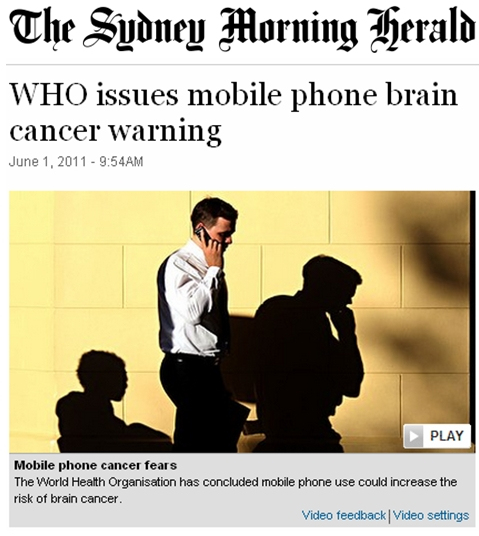 The Sydney Morning Herald
WHO issues mobile phone brain
cancer warning
June 1, 2011 - 9:54AM
PLAY
Mobile phone cancer fears
The World Health Organisation has concluded mobile phone use could increase the
risk of brain cancer.
Video feedback | Video settings